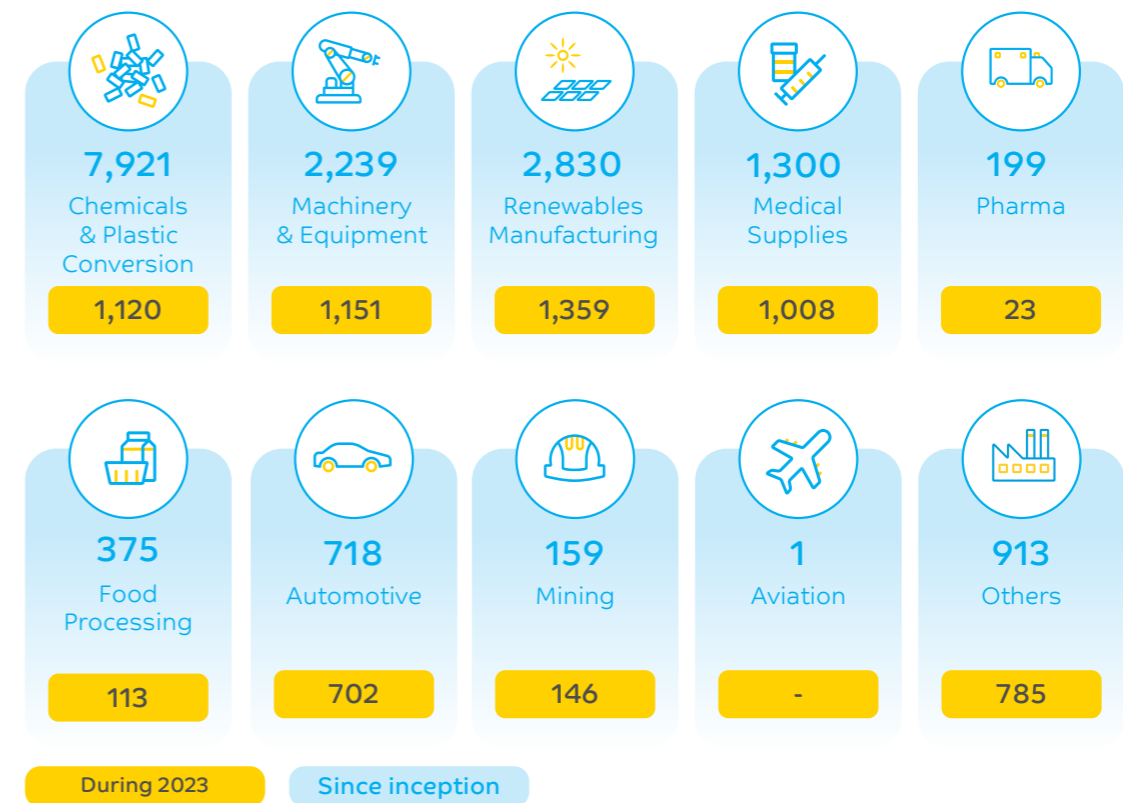 7,921
Chemicals
& Plastic
Conversion
1,120
2,239
Machinery
& Equipment
1,151
2,830
Renewables
Manufacturing
1,359
1,300
Medical
Supplies
1,008
199
Pharma
23
375
Food
Processing
113
718
Automotive
702
159
Mining
146
1
Aviation
-
913
Others
785
During 2023
Since inception